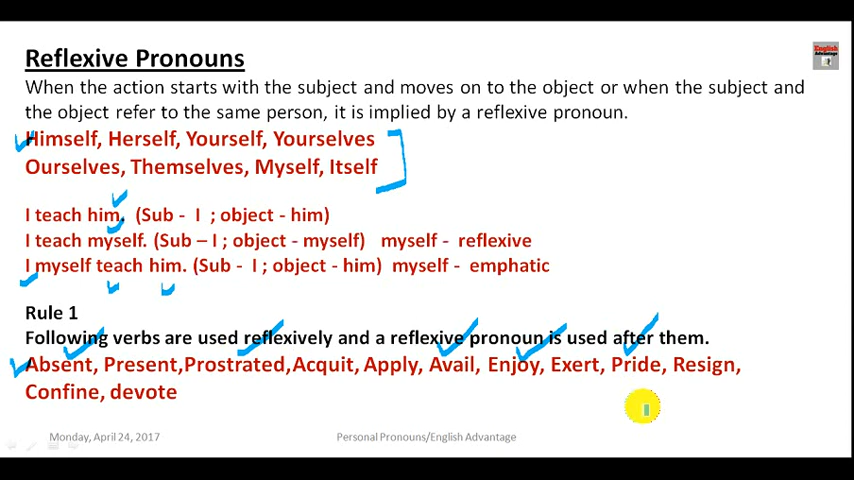 Reflexive Pronouns
English
Advantage
When the action starts with the subject and moves on to the object or when the subject and
the object refer to the same person, it is implied by a reflexive pronoun.
Himself, Herself, Yourself, Yourselves
Ourselves, Themselves, Myself, Itself
I teach him. (Sub - I ; object - him)
I teach myself. (Sub – I ; object - myself) myself - reflexive
I myself teach him. (Sub - I ; object - him) myself - emphatic
Rule 1
Following verbs are used reflexively and a reflexive pronoun is used after them.
Absent, Present,Prostrated,Acquit, Apply, Avail, Enjoy, Exert, Pride, Resign,
Confine, devote
Monday, April 24, 2017
Personal Pronouns/English Advantage